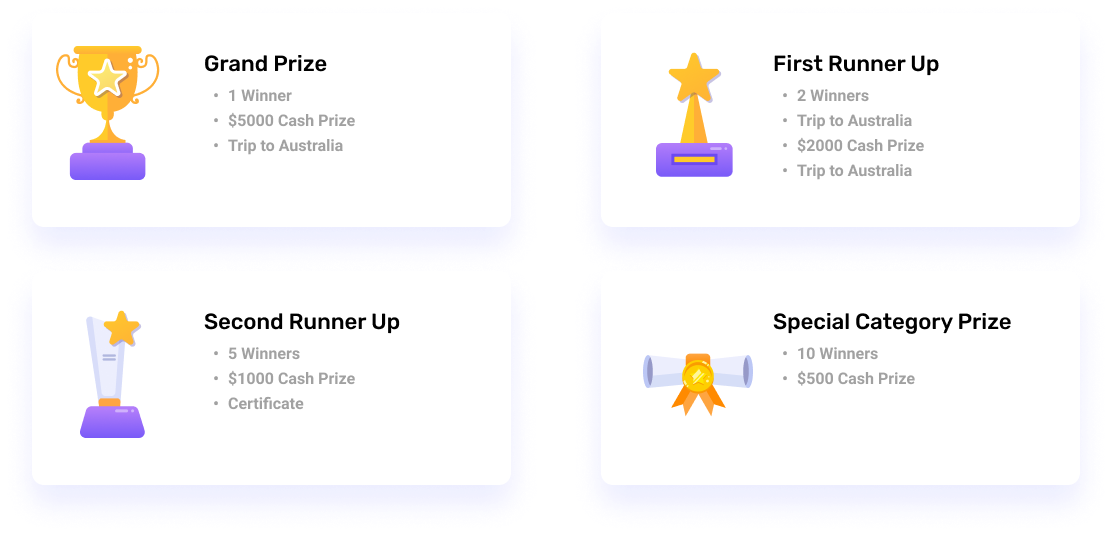 Grand Prize
• 1 Winner
• $5000 Cash Prize
• Trip to Australia
First Runner Up
• 2 Winners
• Trip to Australia
• $2000 Cash Prize
• Trip to Australia
Second Runner Up
• 5 Winners
• $1000 Cash Prize
• Certificate
Special Category Prize
• 10 Winners
• $500 Cash Prize